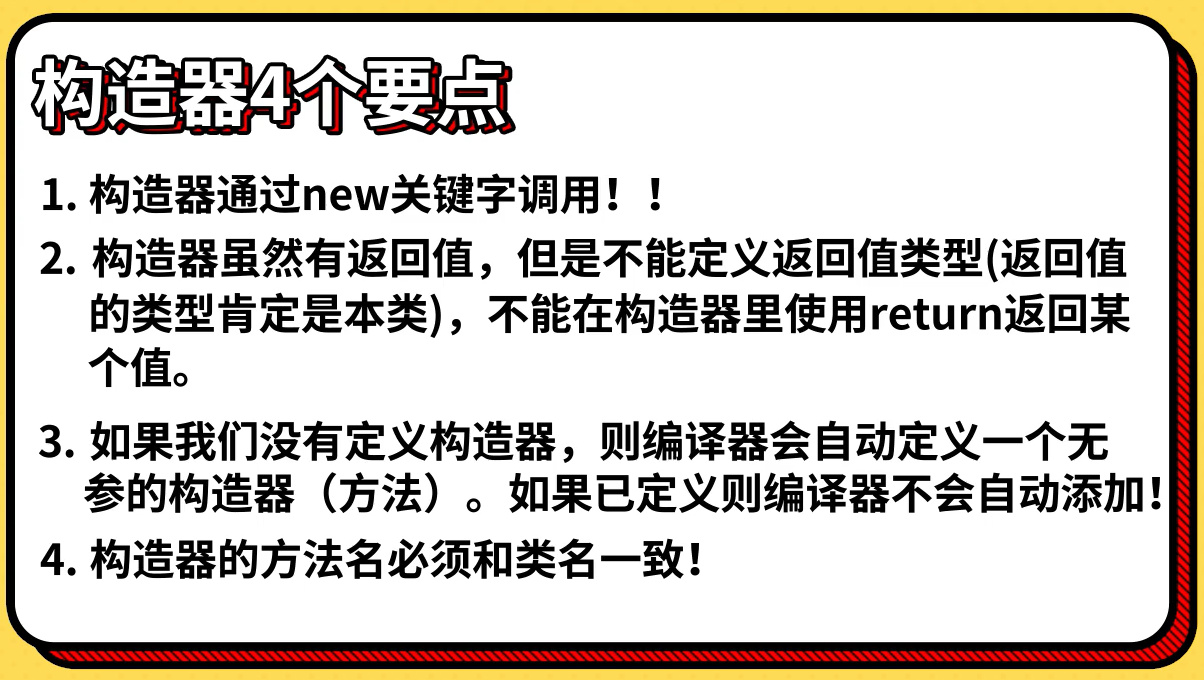 构造器4个要点
1. 构造器通过new关键字调用！！
2. 构造器虽然有返回值，但是不能定义返回值类型(返回值
的类型肯定是本类)，不能在构造器里使用return返回某
个值。
3. 如果我们没有定义构造器，则编译器会自动定义一个无
参的构造器（方法）。如果已定义则编译器不会自动添加！
4. 构造器的方法名必须和类名一致！